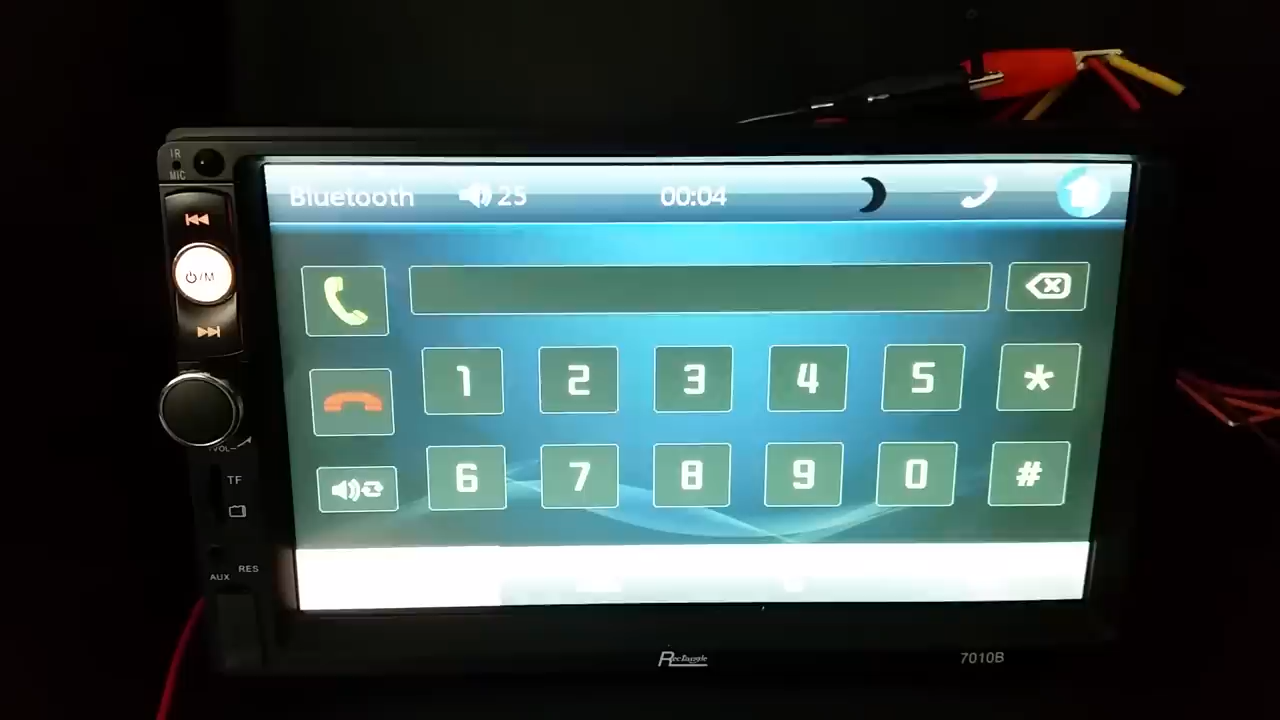 IR
MIC
Bluetooth 25 00:04
⏻/M
1 2 3 4 5 *
6 7 8 9 0 #
VOL
TF
RES
AUX
Rectangle 7010B